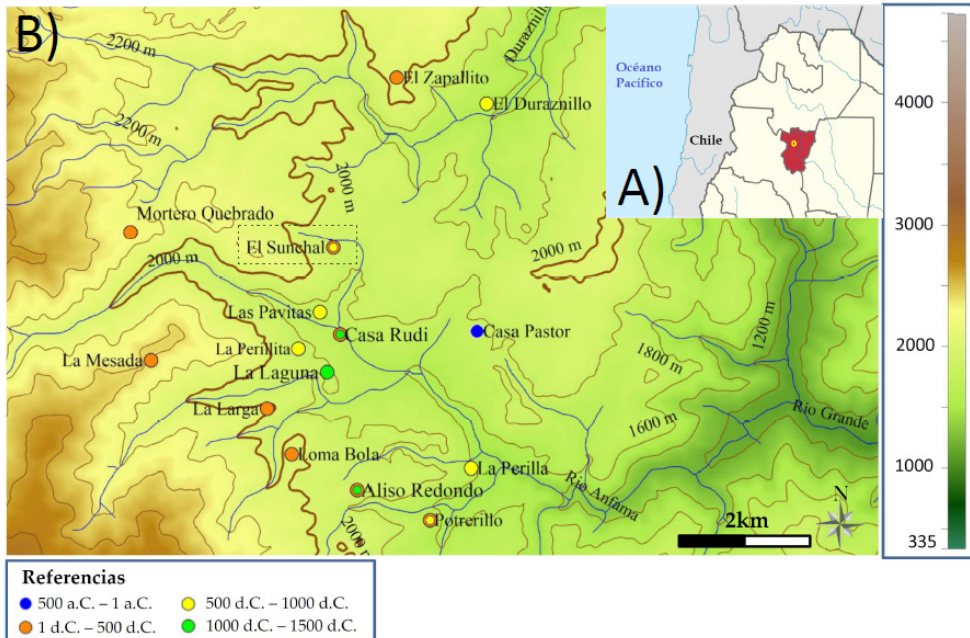 B)
2200 m
2200 m
El Zapallito
Duraznillo
El Duraznillo
2000 m
Mortero Quebrado
El Sunchal
2000 m
2000 m
Las Pavitas
Casa Rudi
Casa Pastor
La Perillita
La Mesada
La Laguna
La Larga
1200 m
1800 m
1600 m
Rio Grande
Loma Bola
La Perilla
Aliso Redondo
Rio Anfama
Potrerillo
2000 m
2km
N
Océano
Pacífico
Chile
A)
4000
3000
2000
1000
335
Referencias
500 a.C. – 1 a.C.
500 d.C. – 1000 d.C.
1 d.C. – 500 d.C.
1000 d.C. – 1500 d.C.